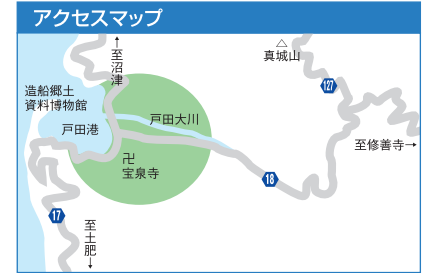 アクセスマップ
↑
至沼津
△
真城山
127
造船郷土
資料博物館
戸田大川
戸田港
至修善寺→
卍
宝泉寺
18
17
至土肥
↓